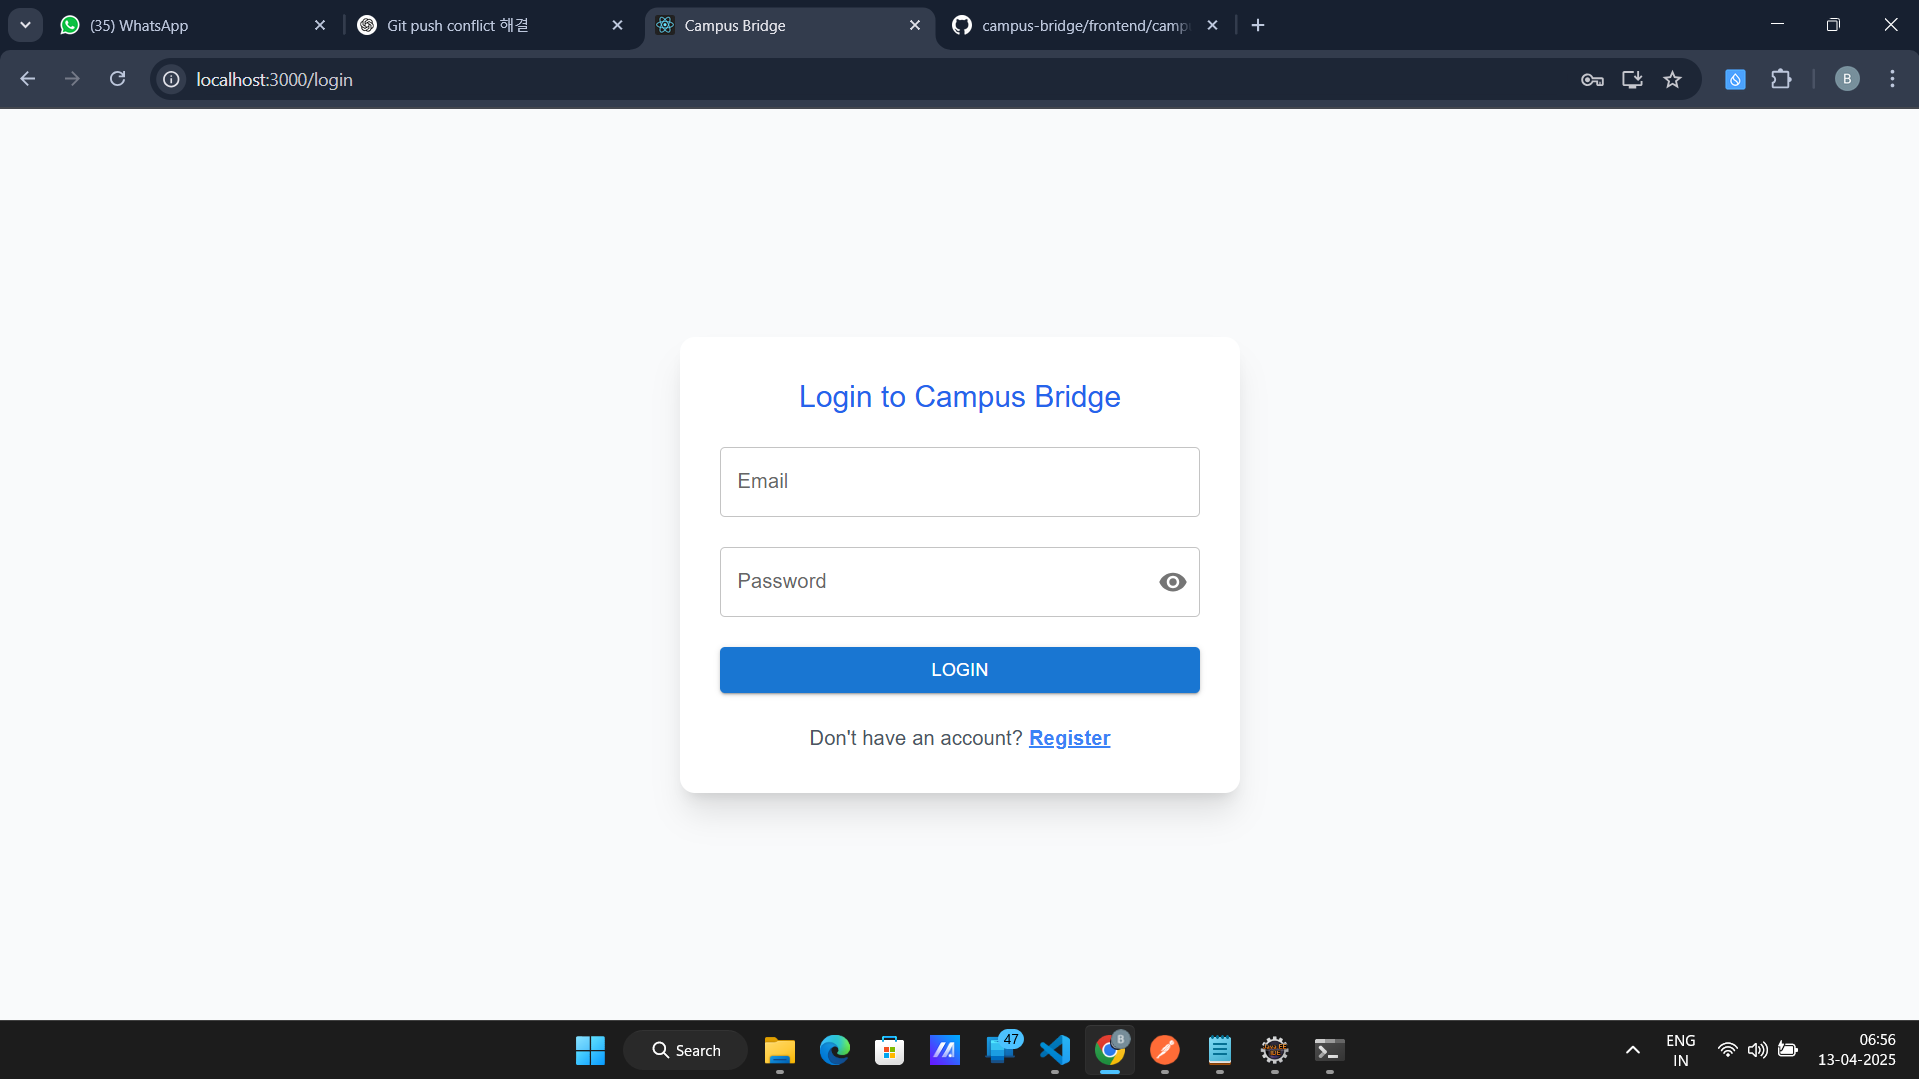 (35) WhatsApp
Git push conflict 해결
Campus Bridge
campus-bridge/frontend/camp
localhost:3000/login
B
Login to Campus Bridge
Email
Password
LOGIN
Don't have an account? Register
Search
47
B
ENG
IN
06:56
13-04-2025